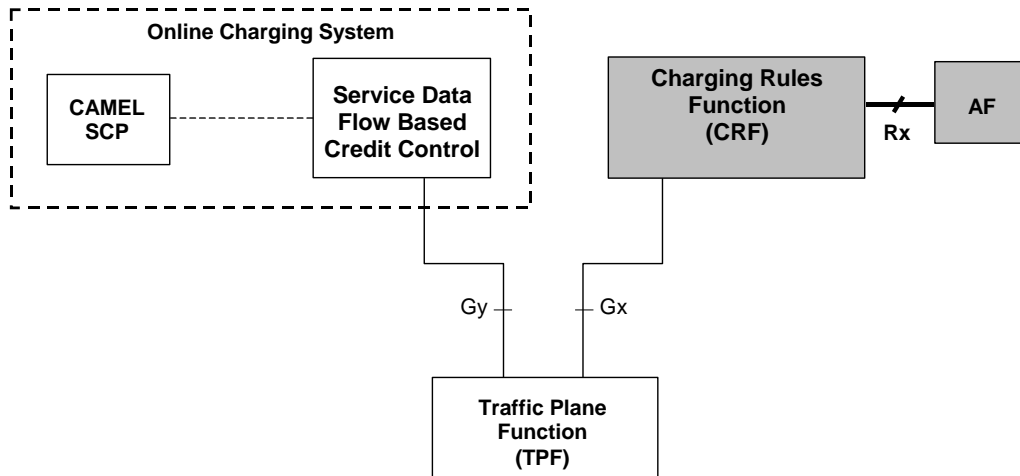 Online Charging System
CAMEL
SCP
Service Data
Flow Based
Credit Control
Charging Rules
Function
(CRF)
AF
Rx
Gy
Gx
Traffic Plane
Function
(TPF)